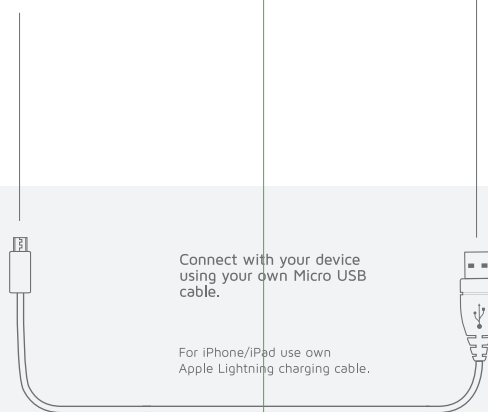 Connect with your device
using your own Micro USB
cable.
For iPhone/iPad use own
Apple Lightning charging cable.